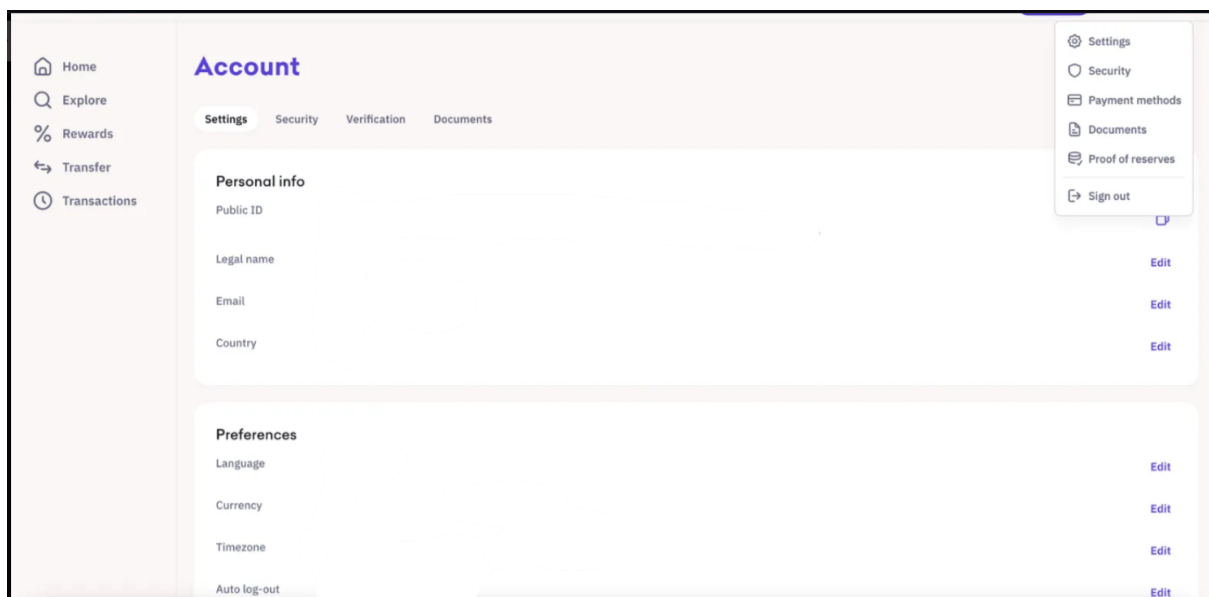 Home
Explore
Rewards
Transfer
Transactions
Account
Settings Security Verification Documents
Personal info
Public ID
Legal name Edit
Email Edit
Country Edit
Preferences
Language Edit
Currency Edit
Timezone Edit
Auto log-out Edit
Settings
Security
Payment methods
Documents
Proof of reserves
Sign out